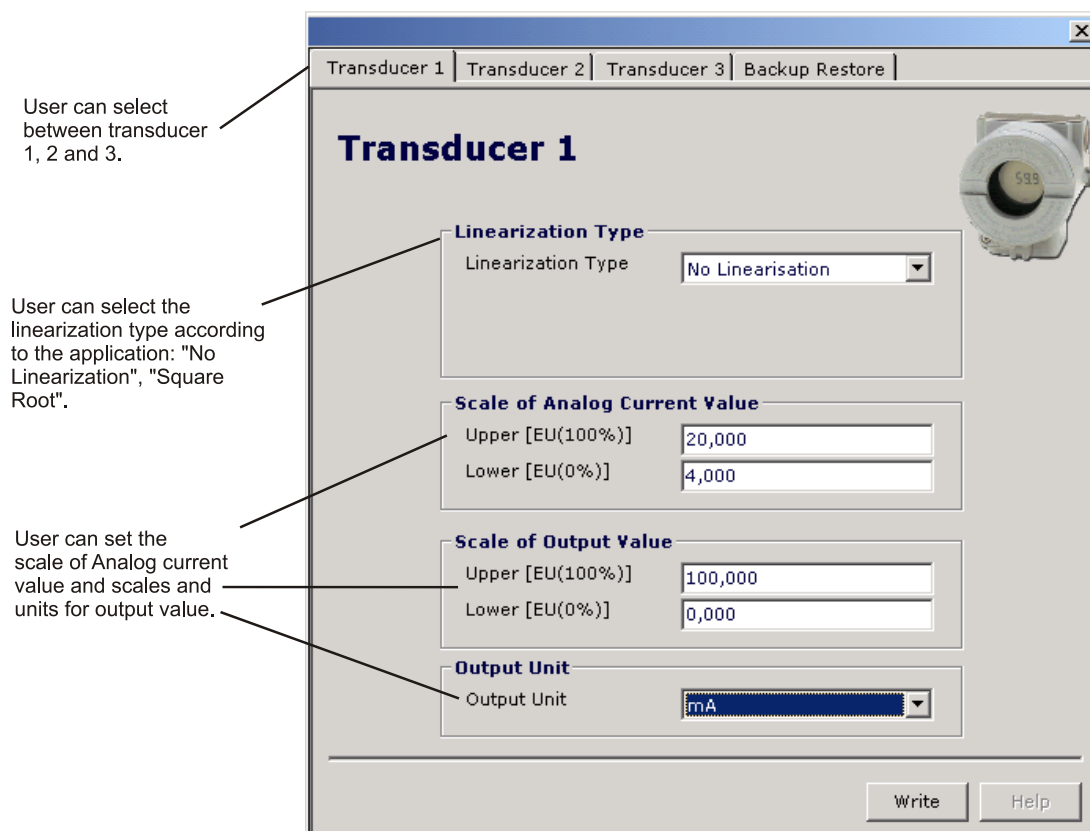 Transducer 1
Transducer 2
Transducer 3
Backup Restore
User can select
between transducer
1, 2 and 3.
Transducer 1
59.9
Linearization Type
Linearization Type
No Linearisation
User can select the
linearization type according
to the application: "No
Linearization", "Square
Root".
Scale of Analog Current Value
Upper [EU(100%)]
20,000
Lower [EU(0%)]
4,000
User can set the
scale of Analog current
value and scales and
units for output value.
Scale of Output Value
Upper [EU(100%)]
100,000
Lower [EU(0%)]
0,000
Output Unit
Output Unit
mA
Write
Help